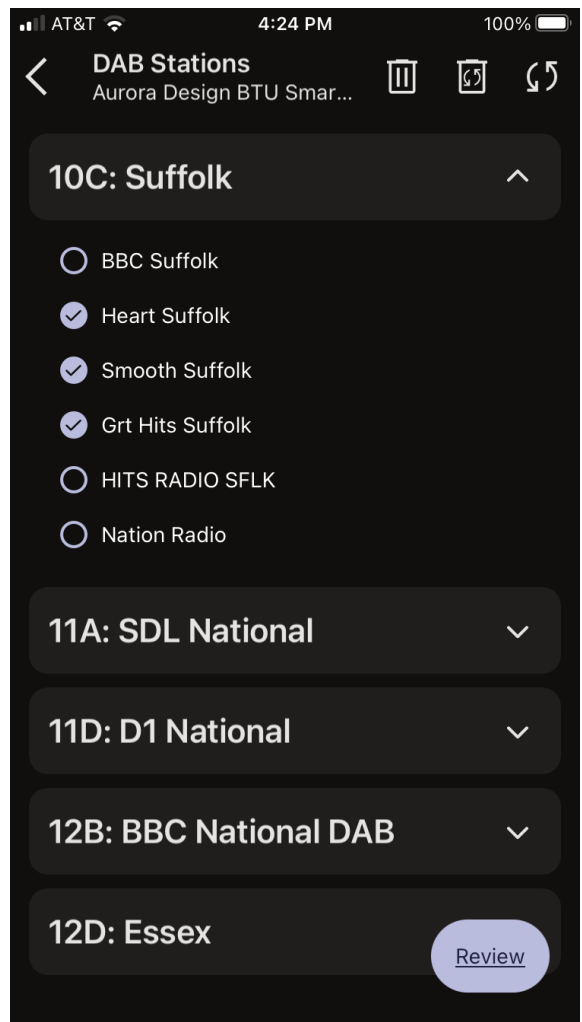 AT&T 4:24 PM 100%
DAB Stations
Aurora Design BTU Smar...
10C: Suffolk
BBC Suffolk
Heart Suffolk
Smooth Suffolk
Grt Hits Suffolk
HITS RADIO SFLK
Nation Radio
11A: SDL National
11D: D1 National
12B: BBC National DAB
12D: Essex
Review